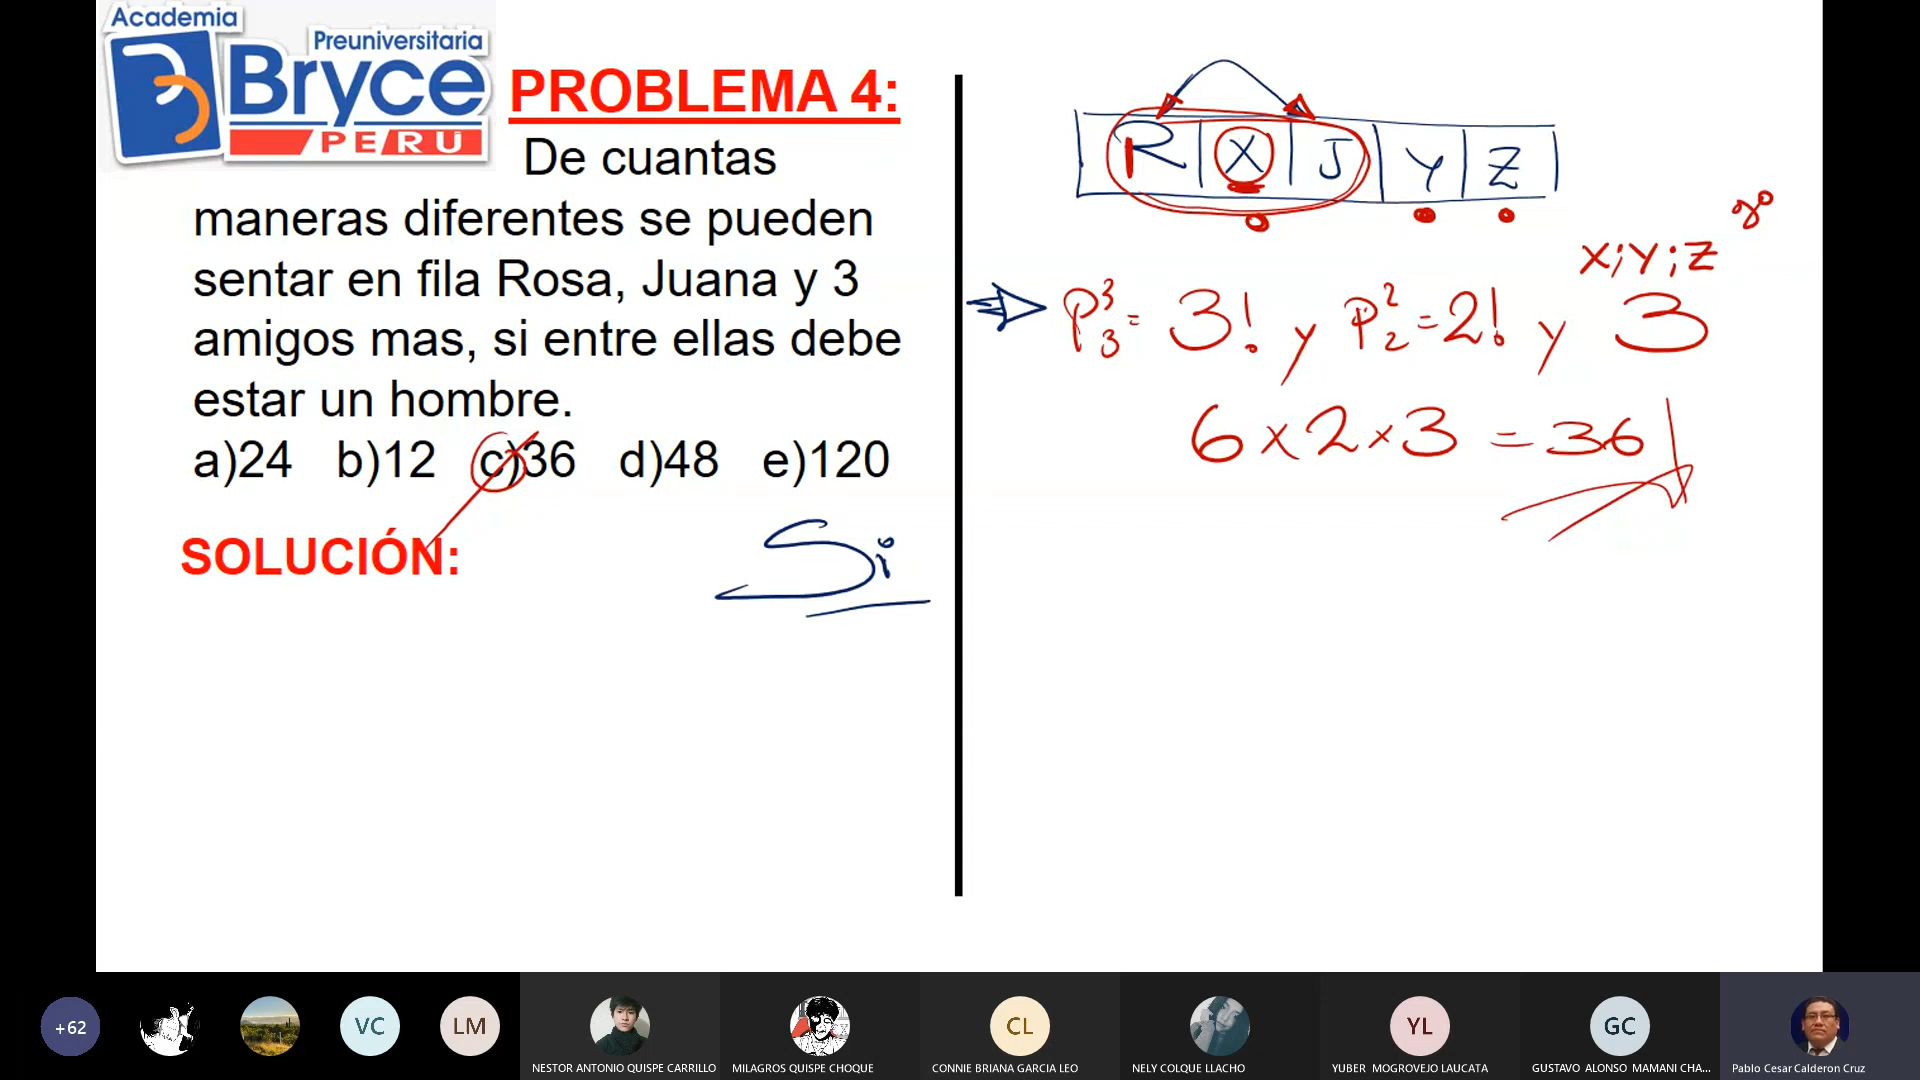 Academia
Preuniversitaria
Bryce
PERÚ
PROBLEMA 4:
De cuantas
maneras diferentes se pueden
sentar en fila Rosa, Juana y 3
amigos mas, si entre ellas debe
estar un hombre.
a)24 b)12 c)36 d)48 e)120
SOLUCIÓN:
Si
R X J Y Z
X;Y;Z
P³₃ = 3! y P²₂ = 2! y 3
6 x 2 x 3 = 36
+62
VC
LM
NESTOR ANTONIO QUISPE CARRILLO
MILAGROS QUISPE CHOQUE
CL
CONNIE BRIANA GARCIA LEO
NELY COLQUE LLACHO
YL
YUBER MOGROVEJO LAUCATA
GC
GUSTAVO ALONSO MAMANI CHA...
Pablo Cesar Calderon Cruz